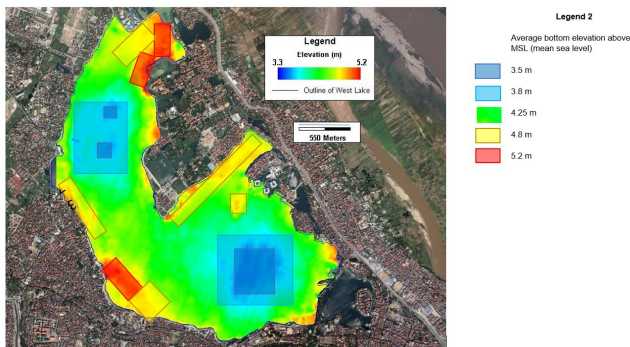 Legend
Elevation (m)
3.3 5.2
Outline of West Lake
550 Meters
Legend 2
Average bottom elevation above
MSL (mean sea level)
3.5 m
3.8 m
4.25 m
4.8 m
5.2 m